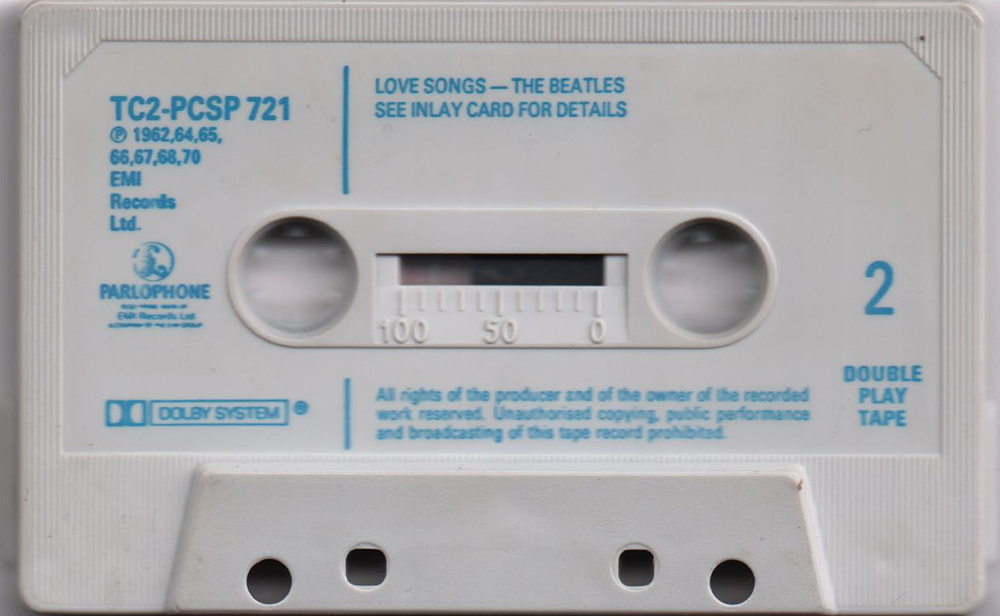 TC2-PCSP 721
℗ 1962,64,65,
66,67,68,70
EMI
Records
Ltd.
PARLOPHONE
EMI Records Ltd
LOVE SONGS — THE BEATLES
SEE INLAY CARD FOR DETAILS
100 50 0
2
DOUBLE
PLAY
TAPE
DOLBY SYSTEM ®
All rights of the producer and of the owner of the recorded
work reserved. Unauthorised copying, public performance
and broadcasting of this tape record prohibited.